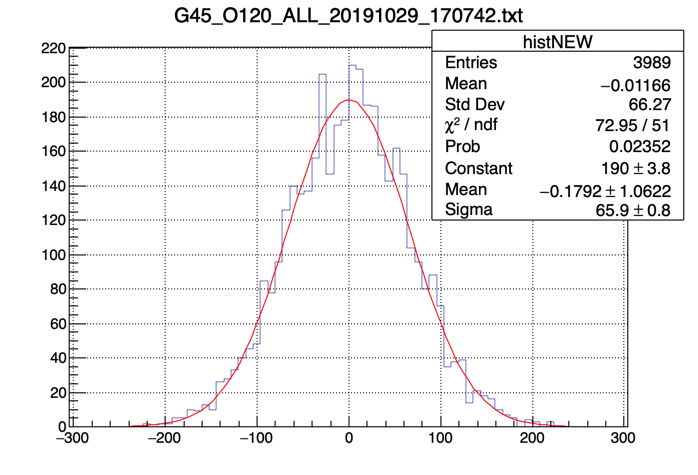 G45_O120_ALL_20191029_170742.txt
histNEW
Entries 3989
Mean −0.01166
Std Dev 66.27
χ² / ndf 72.95 / 51
Prob 0.02352
Constant 190 ± 3.8
Mean −0.1792 ± 1.0622
Sigma 65.9 ± 0.8
220
200
180
160
140
120
100
80
60
40
20
0
−300 −200 −100 0 100 200 300